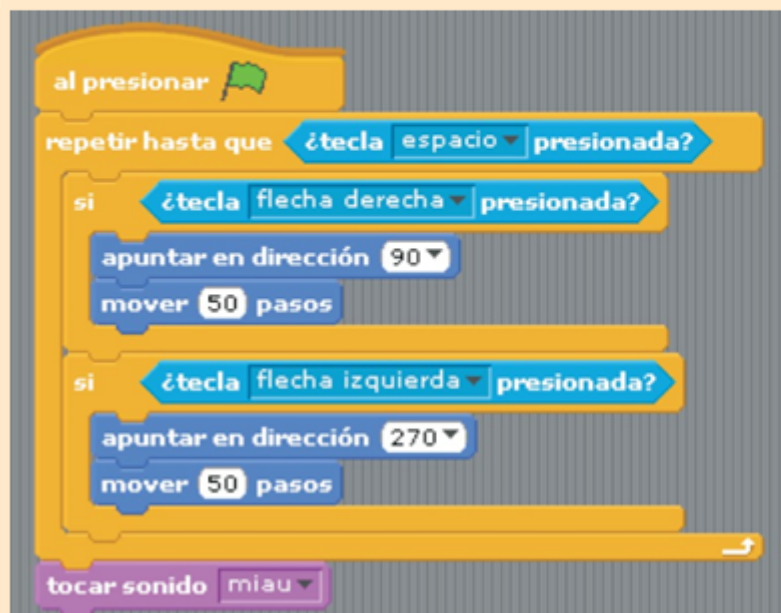 al presionar
repetir hasta que ¿tecla espacio presionada?
si ¿tecla flecha derecha presionada?
apuntar en dirección 90
mover 50 pasos
si ¿tecla flecha izquierda presionada?
apuntar en dirección 270
mover 50 pasos
tocar sonido miau